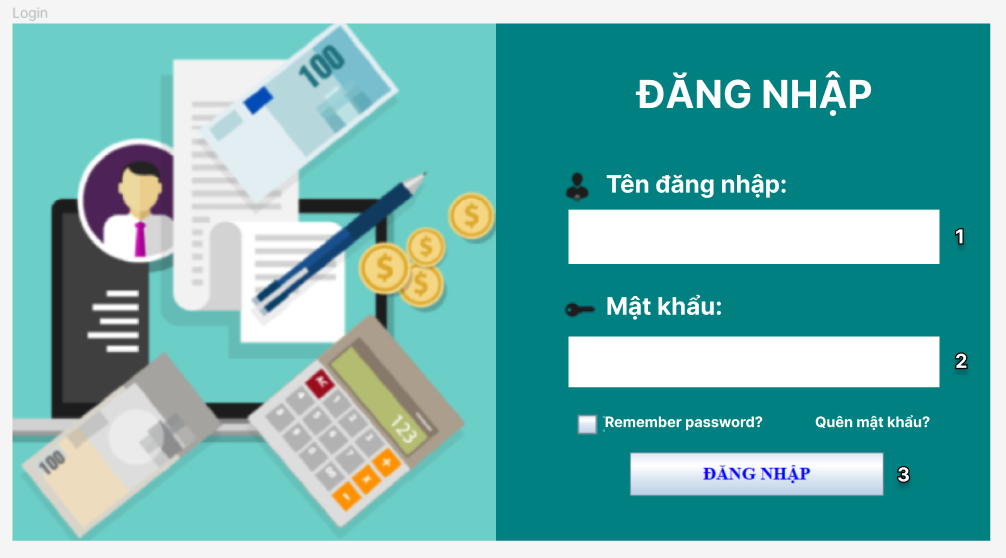 Login
100
ĐĂNG NHẬP
Tên đăng nhập:
1
Mật khẩu:
2
Remember password?
Quên mật khẩu?
ĐĂNG NHẬP
3
$
$
$
$
AC
123
100